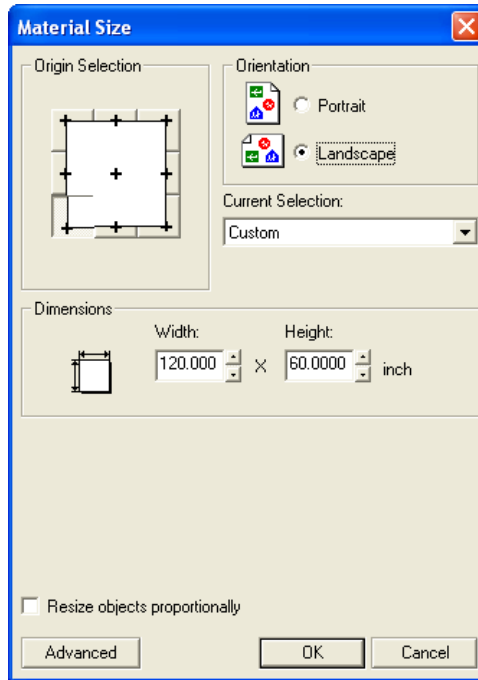 Material Size
Origin Selection
Orientation
Portrait
Landscape
Current Selection:
Custom
Dimensions
Width:
Height:
120.000 X 60.0000 inch
Resize objects proportionally
Advanced
OK
Cancel